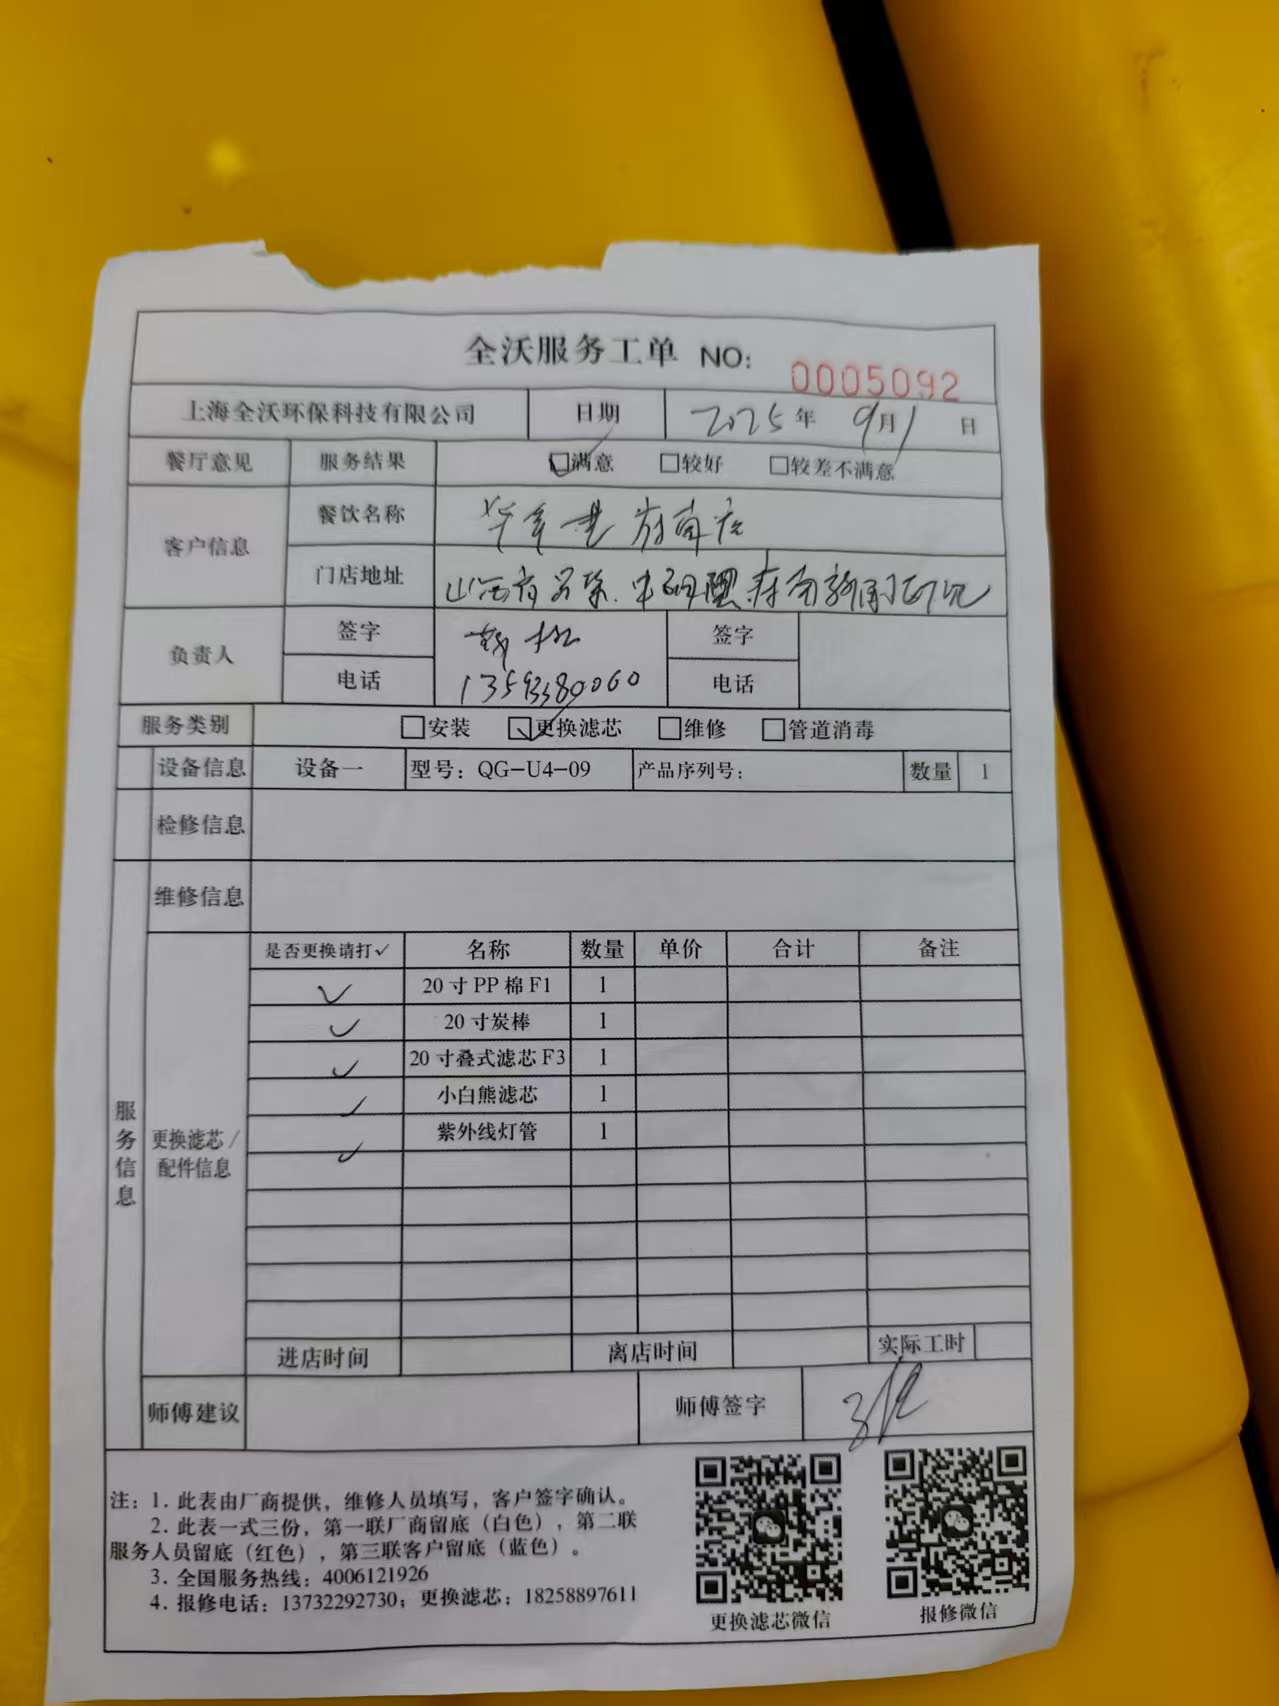 全沃服务工单 NO: 0005092
上海全沃环保科技有限公司 日期 2025年 9月1日
餐厅意见 服务结果 满意 较好 较差不满意
客户信息 餐饮名称
门店地址 山西省
负责人 签字 签字
电话 13593380060 电话
服务类别 安装 更换滤芯 维修 管道消毒
设备信息 设备一 型号: QG-U4-09 产品序列号: 数量 1
检修信息
维修信息
服务信息 更换滤芯/配件信息
是否更换请打✓ 名称 数量 单价 合计 备注
✓ 20寸PP棉F1 1
✓ 20寸炭棒 1
✓ 20寸叠式滤芯F3 1
✓ 小白熊滤芯 1
✓ 紫外线灯管 1
进店时间 离店时间 实际工时
师傅建议 师傅签字
注: 1. 此表由厂商提供，维修人员填写，客户签字确认。
2. 此表一式三份，第一联厂商留底（白色），第二联
服务人员留底（红色），第三联客户留底（蓝色）。
3. 全国服务热线: 4006121926
4. 报修电话: 13732292730; 更换滤芯: 18258897611
更换滤芯微信 报修微信